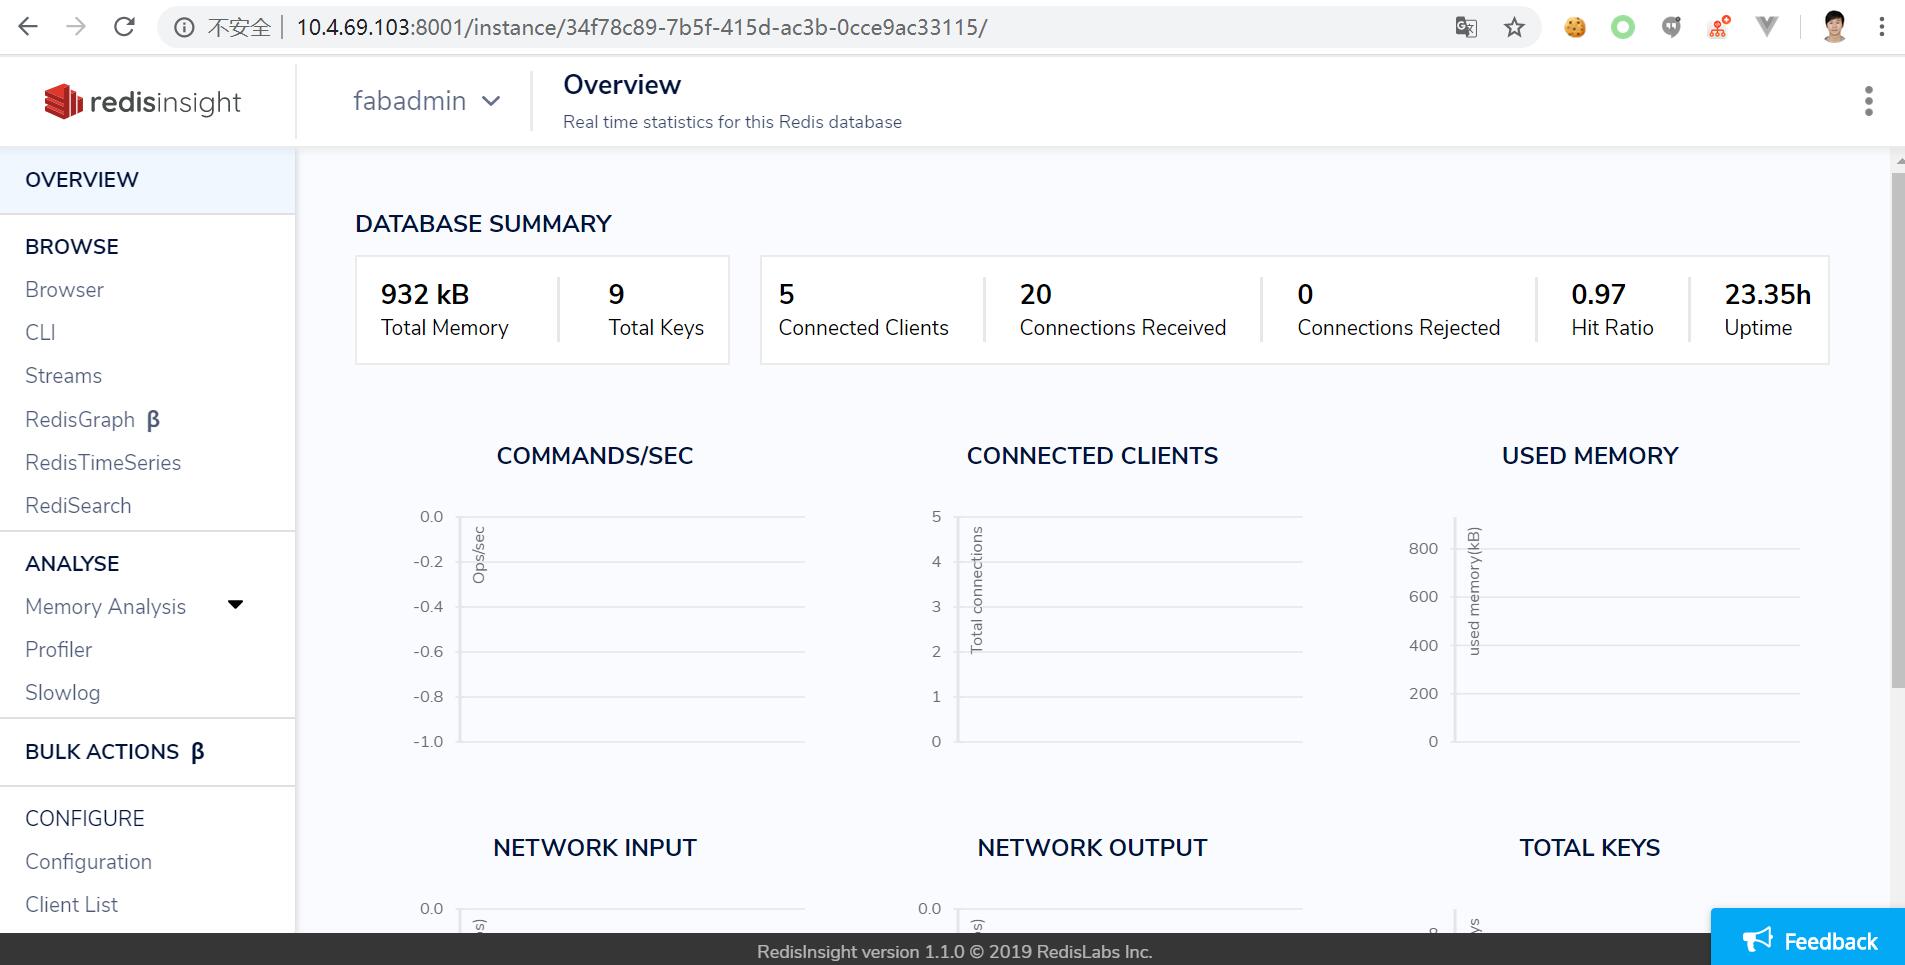 不安全 10.4.69.103:8001/instance/34f78c89-7b5f-415d-ac3b-0cce9ac33115/
redisinsight
fabadmin
Overview
Real time statistics for this Redis database
OVERVIEW
BROWSE
Browser
CLI
Streams
RedisGraph β
RedisTimeSeries
RediSearch
ANALYSE
Memory Analysis
Profiler
Slowlog
BULK ACTIONS β
CONFIGURE
Configuration
Client List
DATABASE SUMMARY
932 kB
Total Memory
9
Total Keys
5
Connected Clients
20
Connections Received
0
Connections Rejected
0.97
Hit Ratio
23.35h
Uptime
COMMANDS/SEC
0.0
-0.2
-0.4
-0.6
-0.8
-1.0
Ops/sec
CONNECTED CLIENTS
5
4
3
2
1
0
Total connections
USED MEMORY
800
600
400
200
0
used memory(kB)
NETWORK INPUT
0.0
NETWORK OUTPUT
0.0
TOTAL KEYS
RedisInsight version 1.1.0 © 2019 RedisLabs Inc.
Feedback